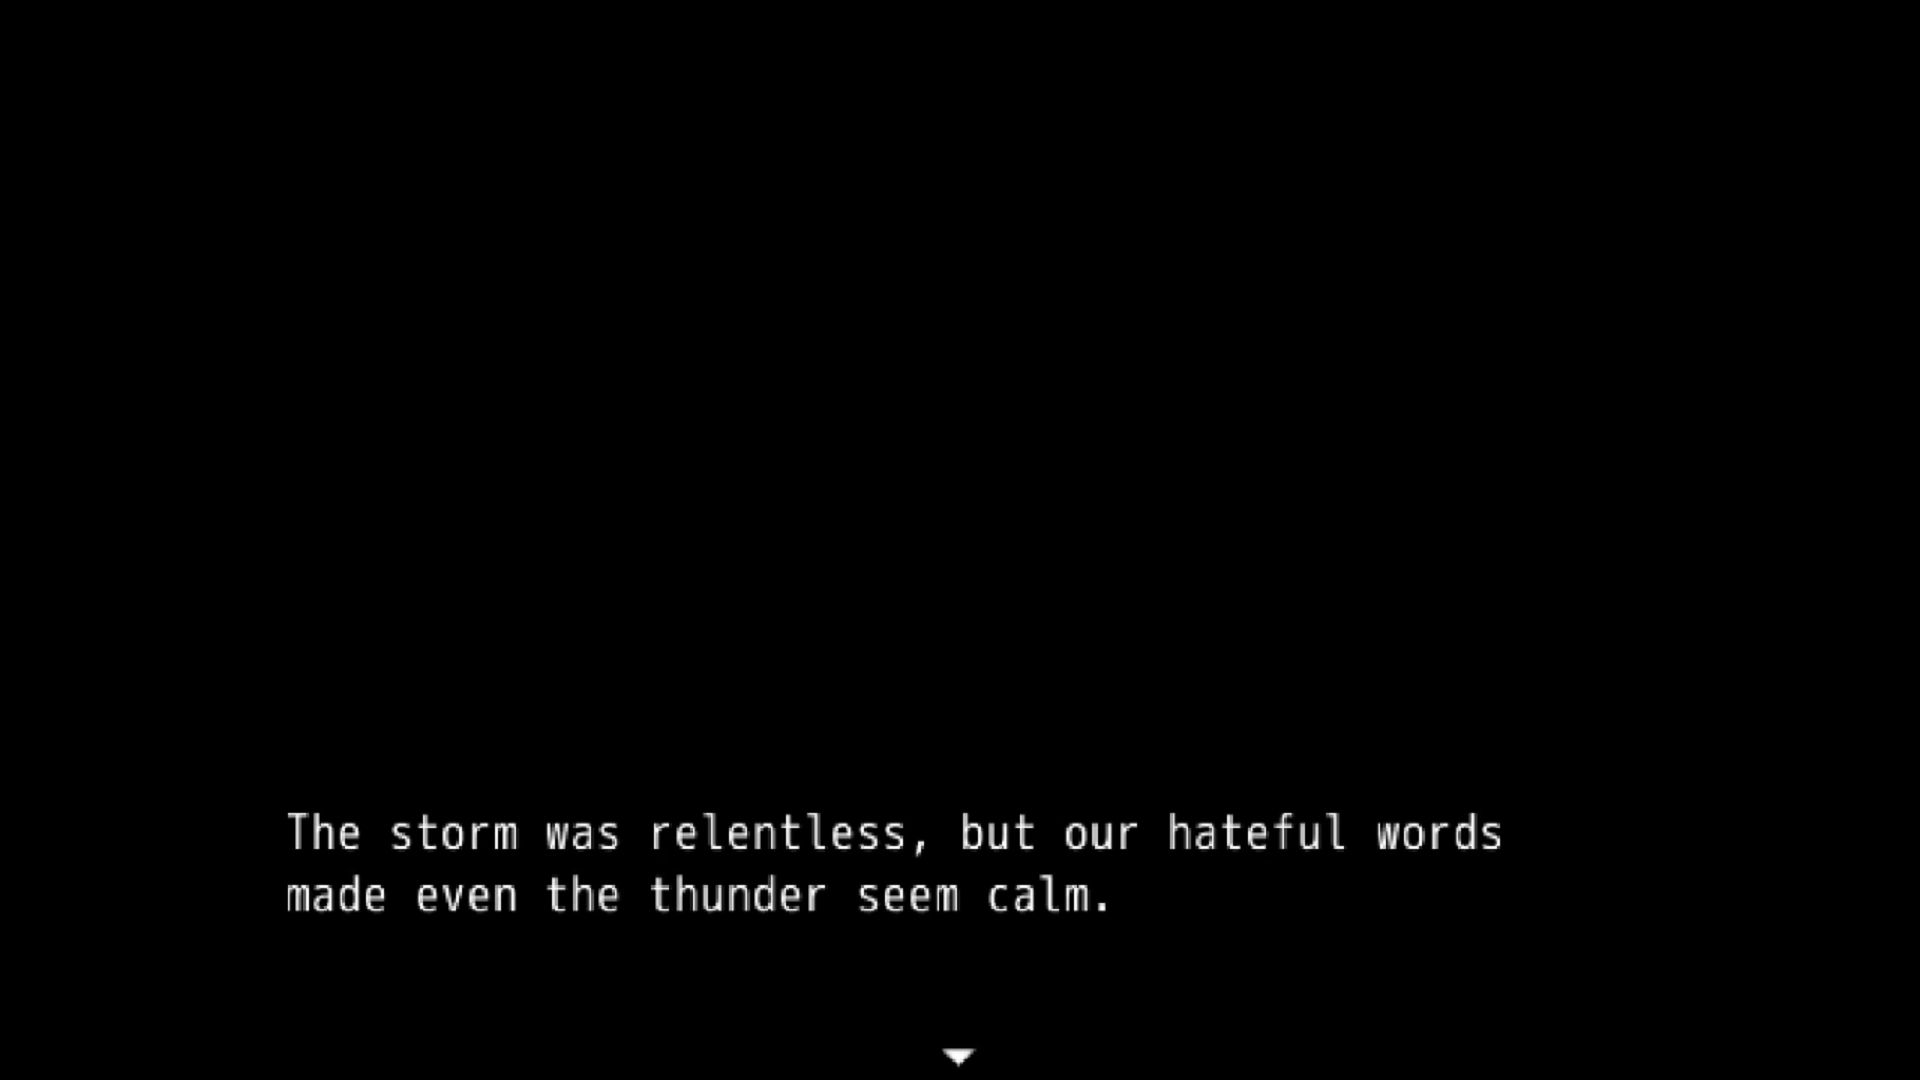 The storm was relentless, but our hateful words
made even the thunder seem calm.